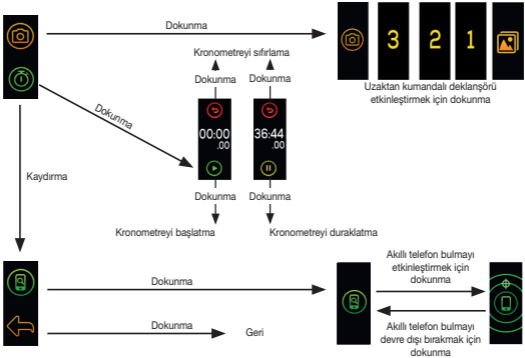 Dokunma
3 2 1
Kronometreyi sıfırlama
Dokunma Dokunma
Uzaktan kumandalı deklanşörü
etkinleştirmek için dokunma
Dokunma
00:00
.00
36:44
.00
Kaydırma
Dokunma Dokunma
Kronometreyi başlatma
Kronometreyi duraklatma
Dokunma
Akıllı telefon bulmayı
etkinleştirmek için
dokunma
Dokunma
Geri
Akıllı telefon bulmayı
devre dışı bırakmak için
dokunma